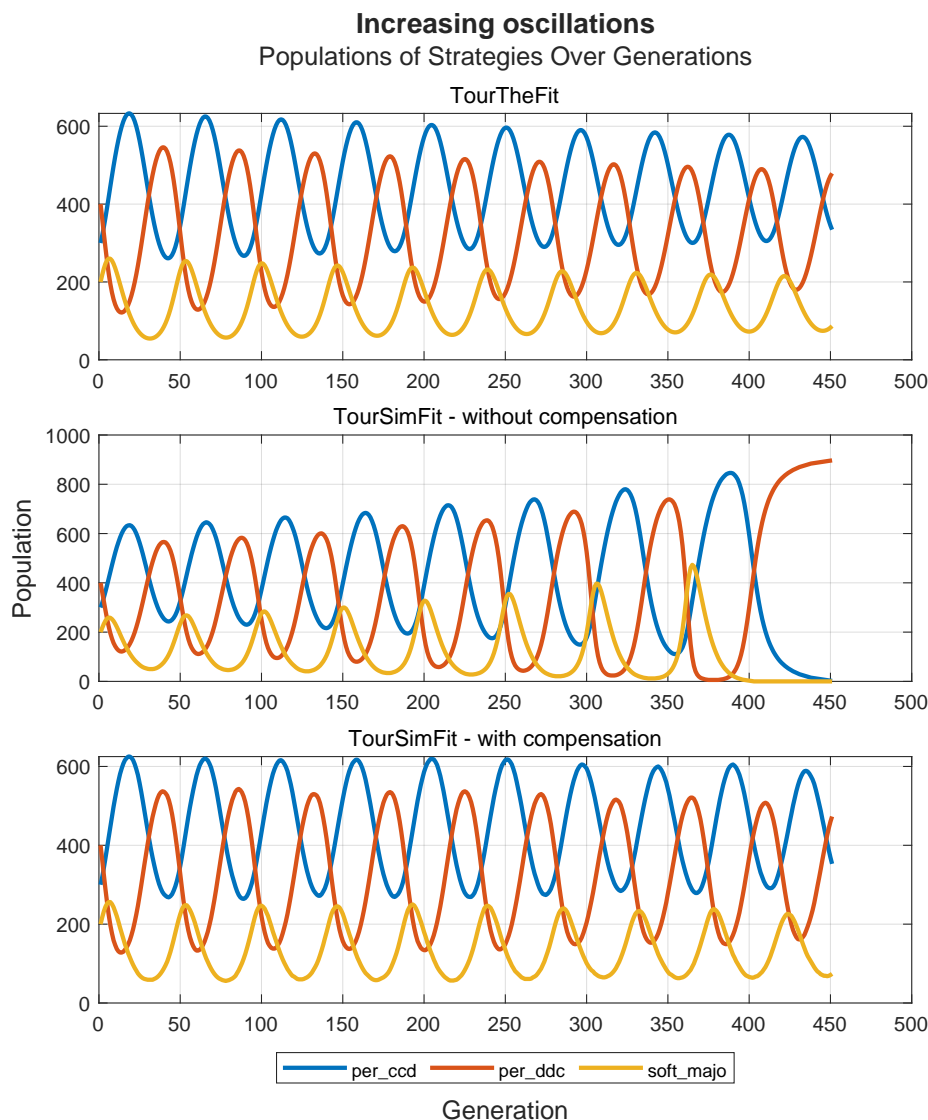 Increasing oscillations
Populations of Strategies Over Generations
TourTheFit
600
400
200
0
0 50 100 150 200 250 300 350 400 450 500
TourSimFit - without compensation
1000
800
600
400
200
0
0 50 100 150 200 250 300 350 400 450 500
Population
TourSimFit - with compensation
600
400
200
0
0 50 100 150 200 250 300 350 400 450 500
per_ccd per_ddc soft_majo
Generation